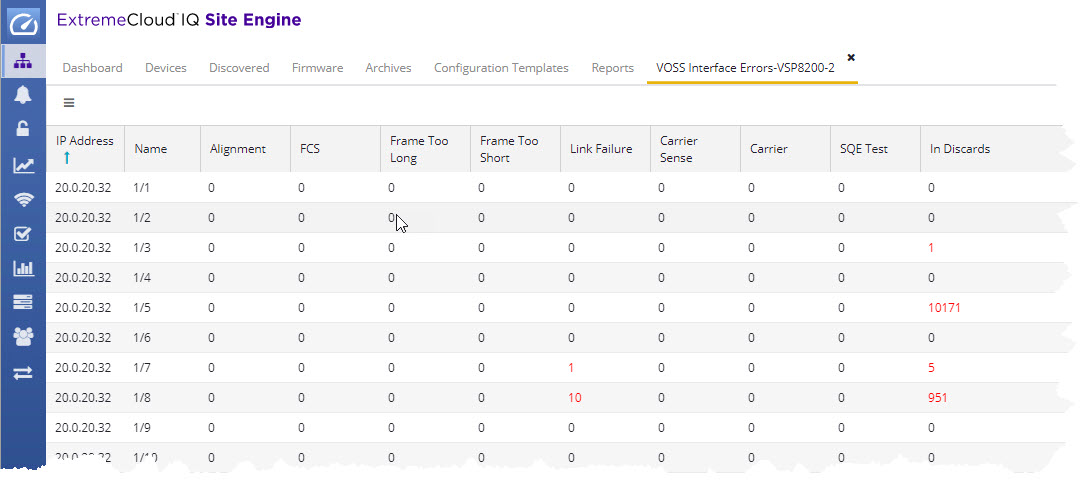 ExtremeCloud™ IQ Site Engine
Dashboard Devices Discovered Firmware Archives Configuration Templates Reports VOSS Interface Errors-VSP8200-2
IP Address Name Alignment FCS Frame Too Long Frame Too Short Link Failure Carrier Sense Carrier SQE Test In Discards
20.0.20.32 1/1 0 0 0 0 0 0 0 0 0
20.0.20.32 1/2 0 0 0 0 0 0 0 0 0
20.0.20.32 1/3 0 0 0 0 0 0 0 0 1
20.0.20.32 1/4 0 0 0 0 0 0 0 0 0
20.0.20.32 1/5 0 0 0 0 0 0 0 0 10171
20.0.20.32 1/6 0 0 0 0 0 0 0 0 0
20.0.20.32 1/7 0 0 0 0 1 0 0 0 5
20.0.20.32 1/8 0 0 0 0 10 0 0 0 951
20.0.20.32 1/9 0 0 0 0 0 0 0 0 0
1/10 0 0 0 0 0 0 0 0 0